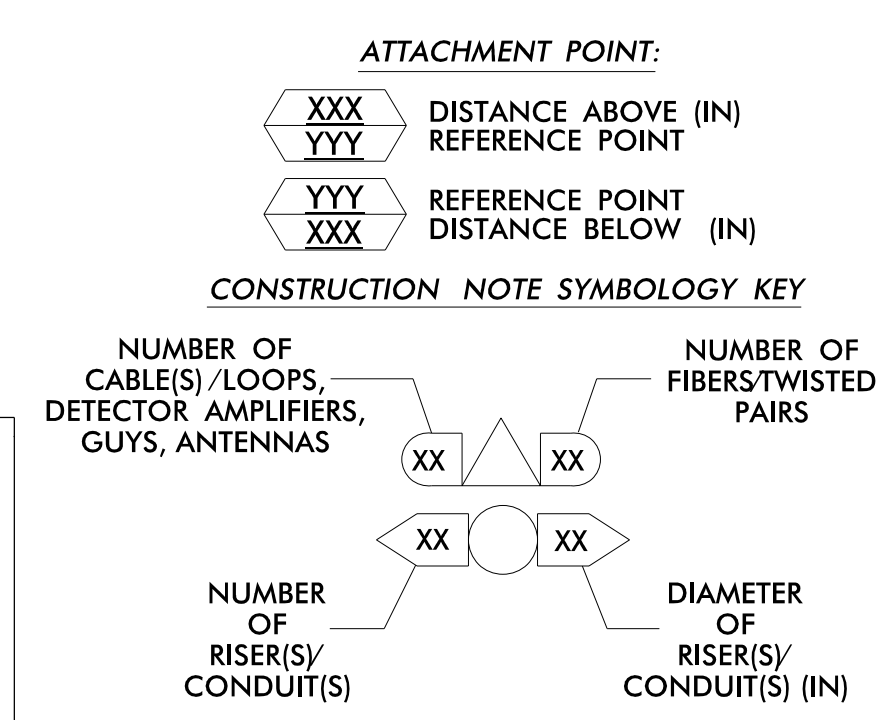 ATTACHMENT POINT:
XXX
YYY
DISTANCE ABOVE (IN)
REFERENCE POINT
YYY
XXX
REFERENCE POINT
DISTANCE BELOW (IN)
CONSTRUCTION NOTE SYMBOLOGY KEY
NUMBER OF
CABLE(S)/LOOPS,
DETECTOR AMPLIFIERS,
GUYS, ANTENNAS
NUMBER OF
FIBERS/TWISTED
PAIRS
XX
XX
XX
XX
NUMBER
OF
RISER(S)/
CONDUIT(S)
DIAMETER
OF
RISER(S)/
CONDUIT(S) (IN)